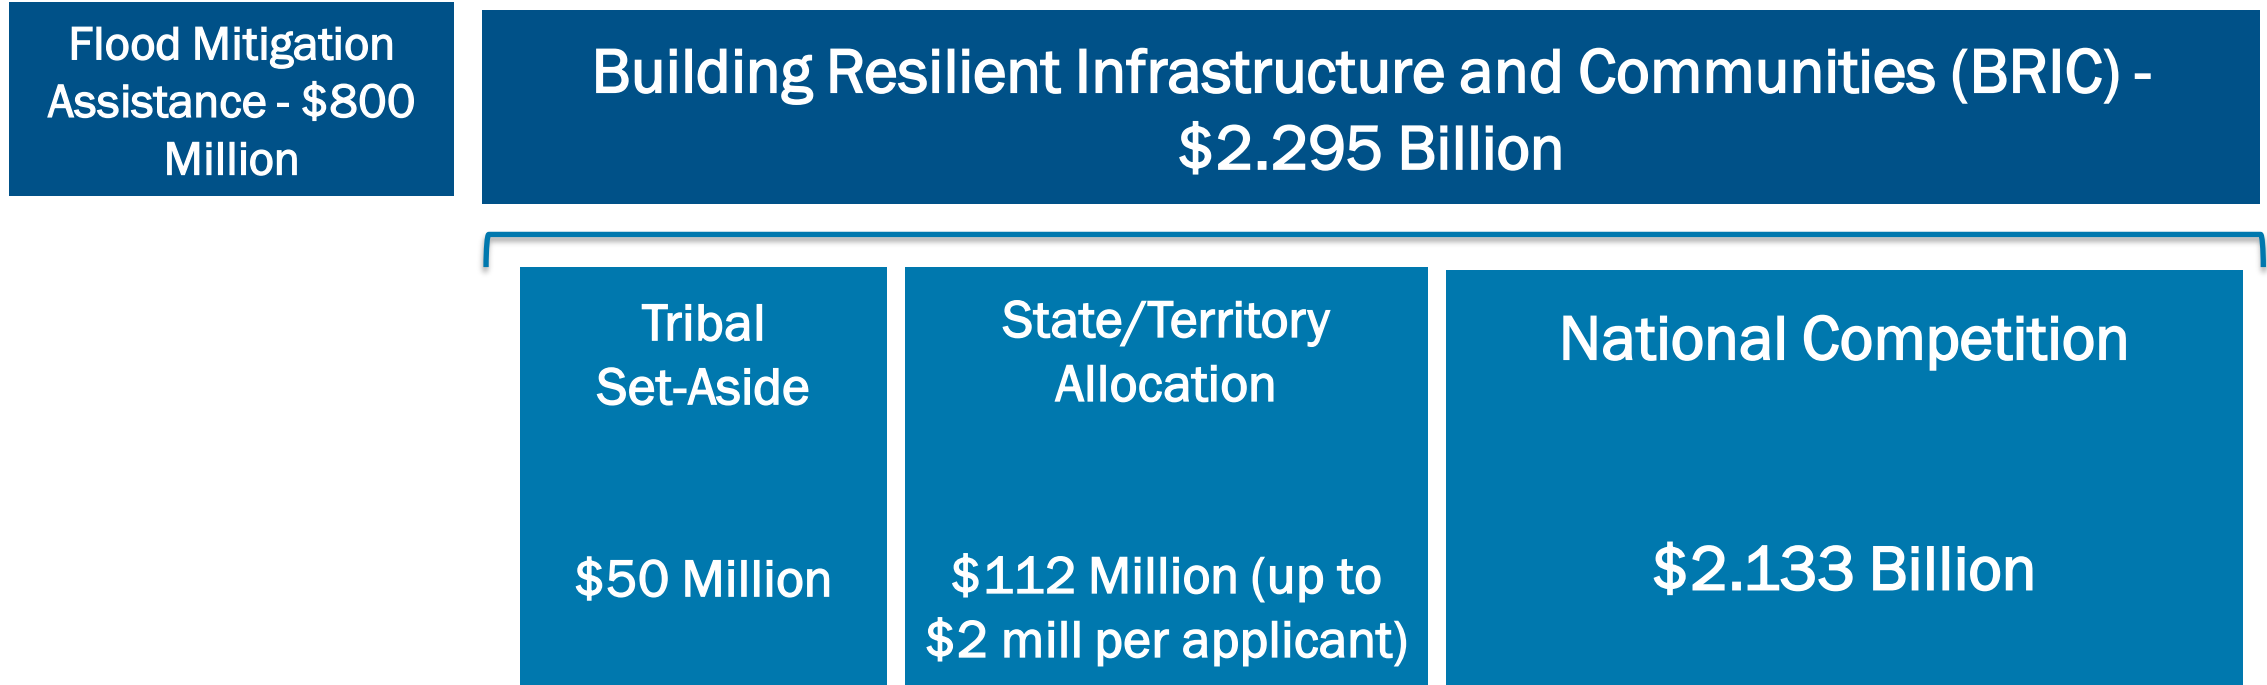 Flood Mitigation
Assistance - $800
Million
Building Resilient Infrastructure and Communities (BRIC) -
$2.295 Billion
Tribal
Set-Aside
$50 Million
State/Territory
Allocation
$112 Million (up to
$2 mill per applicant)
National Competition
$2.133 Billion